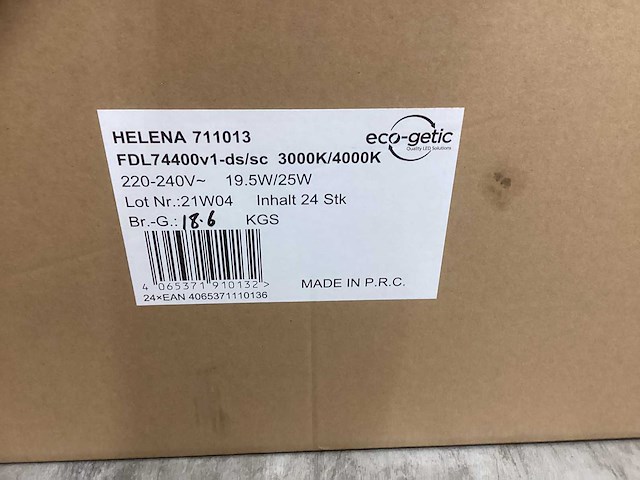 HELENA 711013
eco-getic
Quality LED Solutions
FDL74400v1-ds/sc 3000K/4000K
220-240V~ 19.5W/25W
Lot Nr.:21W04 Inhalt 24 Stk
Br.-G.: 18.6 KGS
4 065371 910132 >
24×EAN 4065371110136
MADE IN P.R.C.